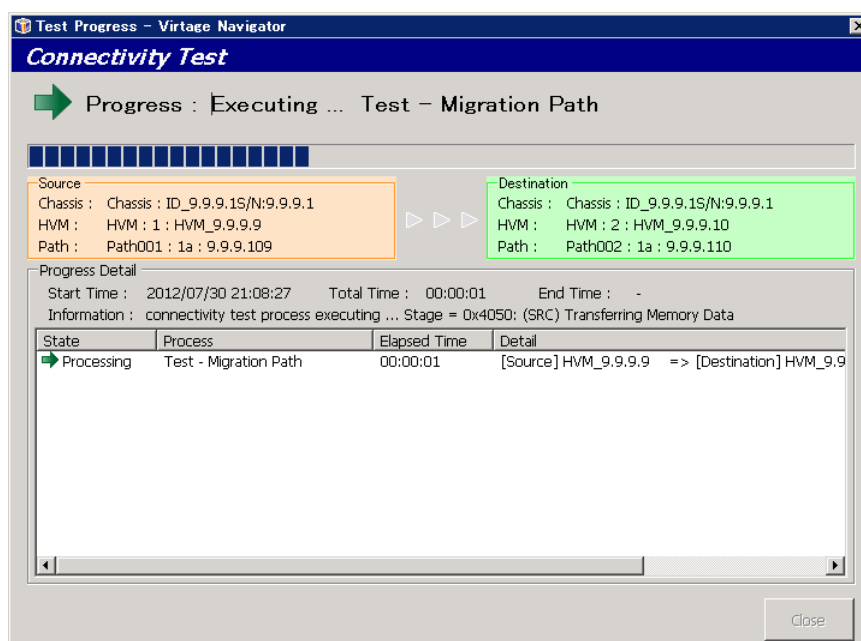 Test Progress - Virtage Navigator
Connectivity Test
Progress : Executing ... Test - Migration Path
Source
Chassis : Chassis : ID_9.9.9.1S/N:9.9.9.1
HVM : HVM : 1 : HVM_9.9.9.9
Path : Path001 : 1a : 9.9.9.109
Destination
Chassis : Chassis : ID_9.9.9.1S/N:9.9.9.1
HVM : HVM : 2 : HVM_9.9.9.10
Path : Path002 : 1a : 9.9.9.110
Progress Detail
Start Time : 2012/07/30 21:08:27 Total Time : 00:00:01 End Time : -
Information : connectivity test process executing ... Stage = 0x4050: (SRC) Transferring Memory Data
State Process Elapsed Time Detail
Processing Test - Migration Path 00:00:01 [Source] HVM_9.9.9.9 => [Destination] HVM_9.9
Close